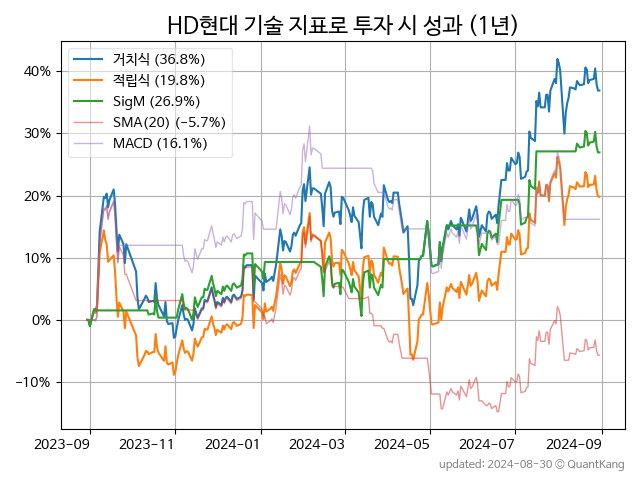 HD현대 기술 지표로 투자 시 성과 (1년)
거치식 (36.8%)
적립식 (19.8%)
SigM (26.9%)
SMA(20) (−5.7%)
MACD (16.1%)
40%
30%
20%
10%
0%
−10%
2023-09 2023-11 2024-01 2024-03 2024-05 2024-07 2024-09
updated: 2024-08-30 ⓒ QuantKang